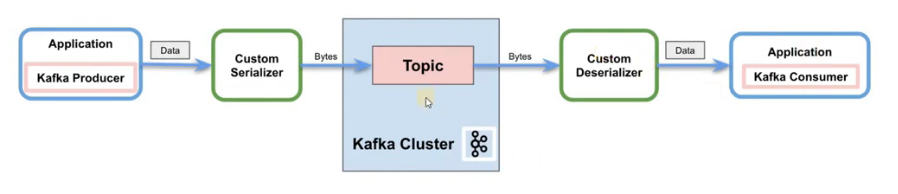 Application
Kafka Producer
Data
Custom
Serializer
Bytes
Topic
Kafka Cluster
Bytes
Custom
Deserializer
Data
Application
Kafka Consumer